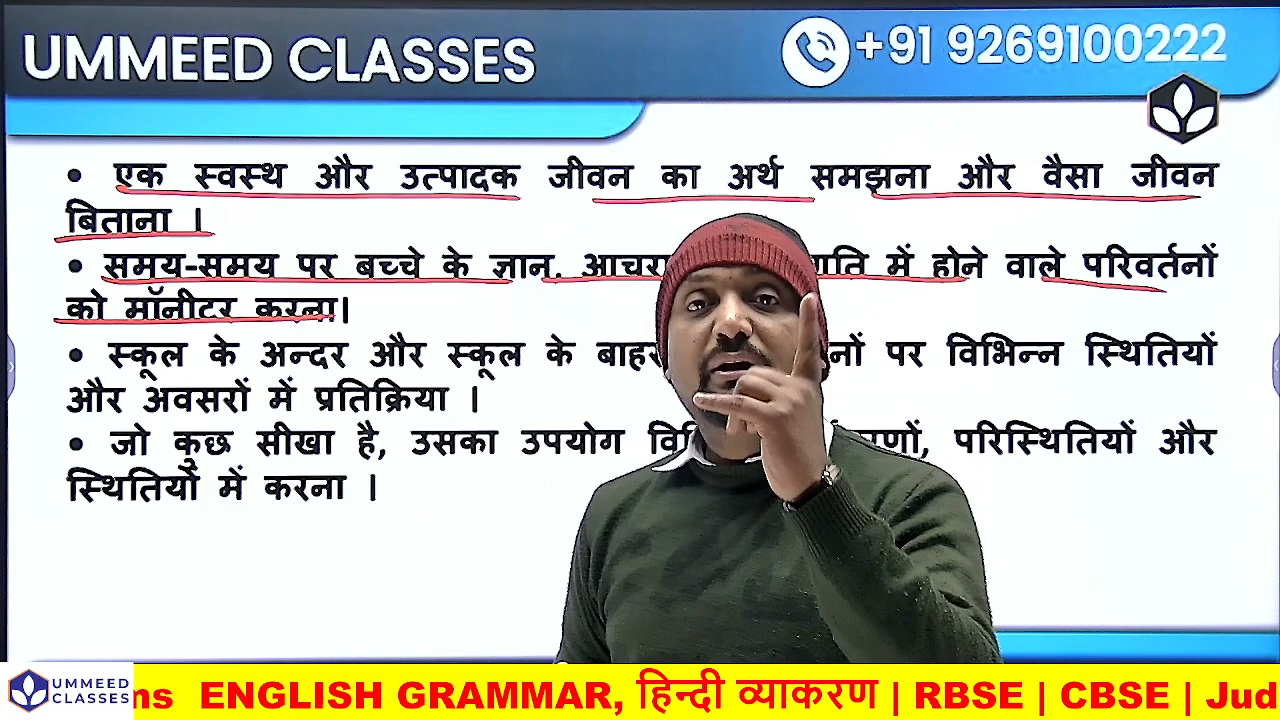 UMMEED CLASSES
+91 9269100222
• एक स्वस्थ और उत्पादक जीवन का अर्थ समझना और वैसा जीवन
बिताना ।
• समय-समय पर बच्चे के ज्ञान, में होने वाले परिवर्तनों
को मॉनीटर करना।
• स्कूल के अन्दर और स्कूल के पर विभिन्न स्थितियों
और अवसरों में प्रतिक्रिया ।
• जो कुछ सीखा है, उसका उपयोग परिस्थितियों और
स्थितियों में करना ।
UMMEED
CLASSES
ns ENGLISH GRAMMAR, हिन्दी व्याकरण | RBSE | CBSE | Jud